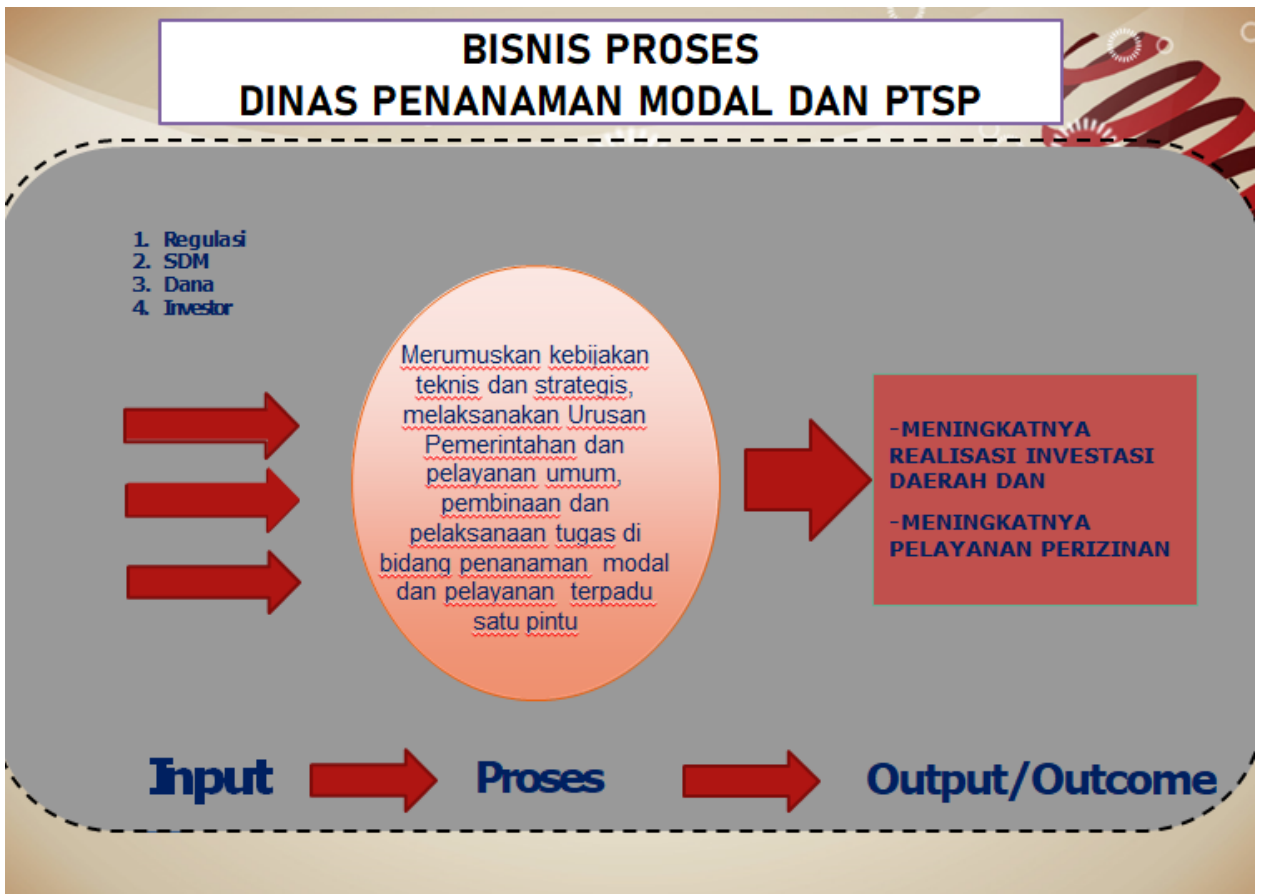 BISNIS PROSES
DINAS PENANAMAN MODAL DAN PTSP
1. Regulasi
2. SDM
3. Dana
4. Investor
Merumuskan kebijakan
teknis dan strategis,
melaksanakan Urusan
Pemerintahan dan
pelayanan umum,
pembinaan dan
pelaksanaan tugas di
bidang penanaman modal
dan pelayanan terpadu
satu pintu
-MENINGKATNYA
REALISASI INVESTASI
DAERAH DAN
-MENINGKATNYA
PELAYANAN PERIZINAN
Input
Proses
Output/Outcome